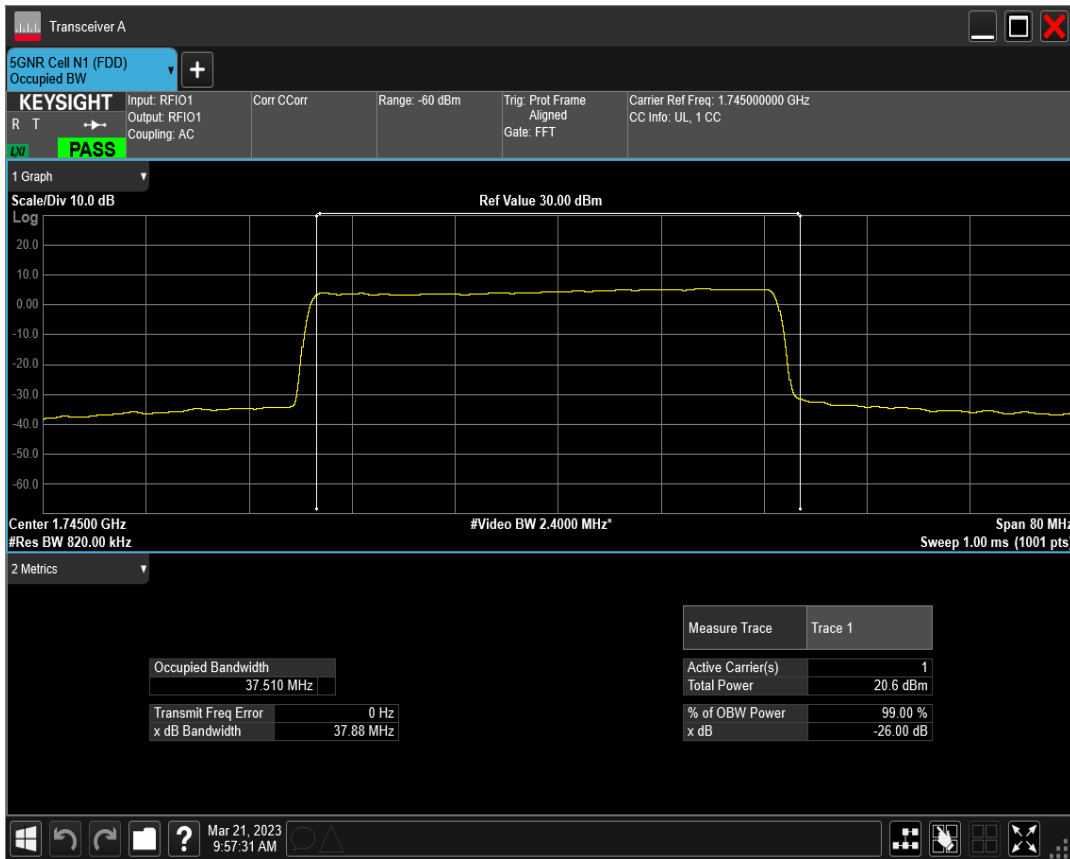 Transceiver A
5GNR Cell N1 (FDD)
Occupied BW
+
KEYSIGHT
R T
LXI
PASS
Input: RFIO1
Output: RFIO1
Coupling: AC
Corr CCorr
Range: -60 dBm
Trig: Prot Frame
Aligned
Gate: FFT
Carrier Ref Freq: 1.745000000 GHz
CC Info: UL, 1 CC
1 Graph
Scale/Div 10.0 dB
Ref Value 30.00 dBm
Log
20.0
10.0
0.00
-10.0
-20.0
-30.0
-40.0
-50.0
-60.0
Center 1.74500 GHz
#Video BW 2.4000 MHz*
Span 80 MHz
#Res BW 820.00 kHz
Sweep 1.00 ms (1001 pts)
2 Metrics
Measure Trace Trace 1
Occupied Bandwidth
37.510 MHz
Active Carrier(s) 1
Total Power 20.6 dBm
Transmit Freq Error 0 Hz
x dB Bandwidth 37.88 MHz
% of OBW Power 99.00 %
x dB -26.00 dB
?
Mar 21, 2023
9:57:31 AM